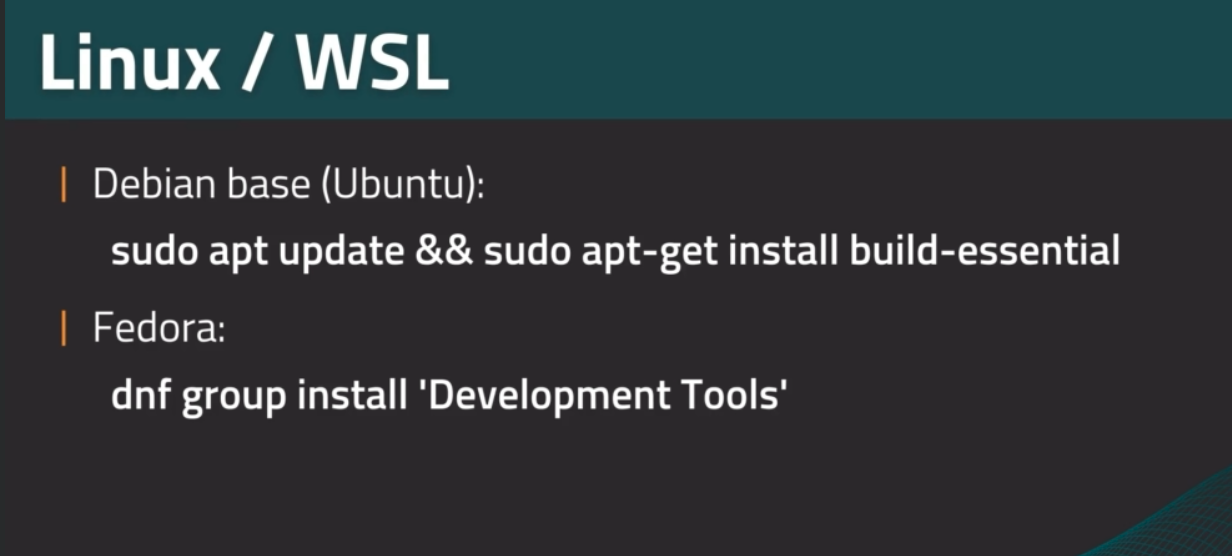 Linux / WSL
Debian base (Ubuntu):
sudo apt update && sudo apt-get install build-essential
Fedora:
dnf group install 'Development Tools'